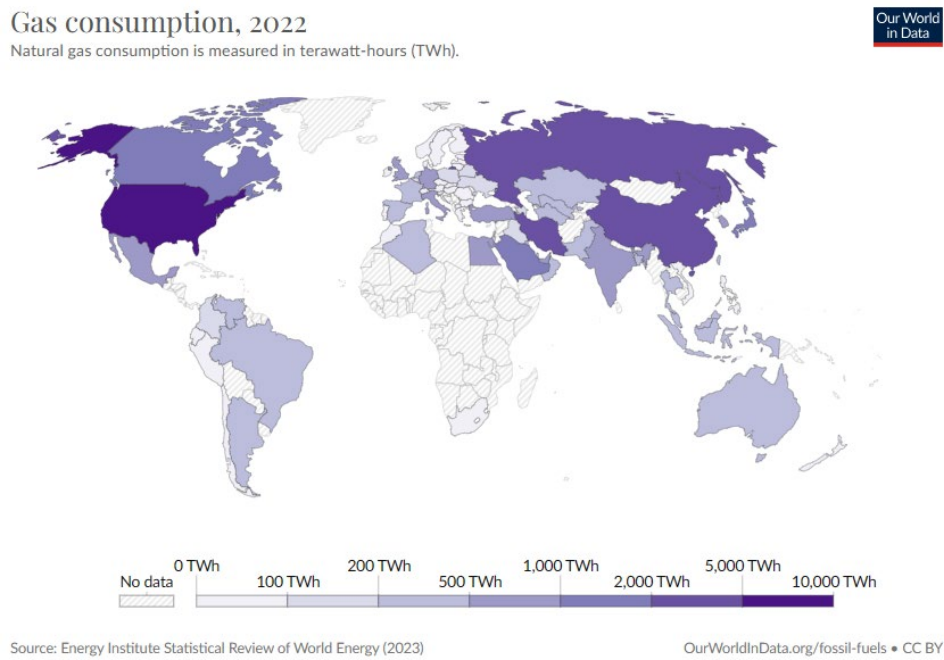 Gas consumption, 2022
Our World
in Data
Natural gas consumption is measured in terawatt-hours (TWh).
0 TWh
200 TWh
1,000 TWh
5,000 TWh
No data
100 TWh
500 TWh
2,000 TWh
10,000 TWh
Source: Energy Institute Statistical Review of World Energy (2023)
OurWorldInData.org/fossil-fuels • CC BY